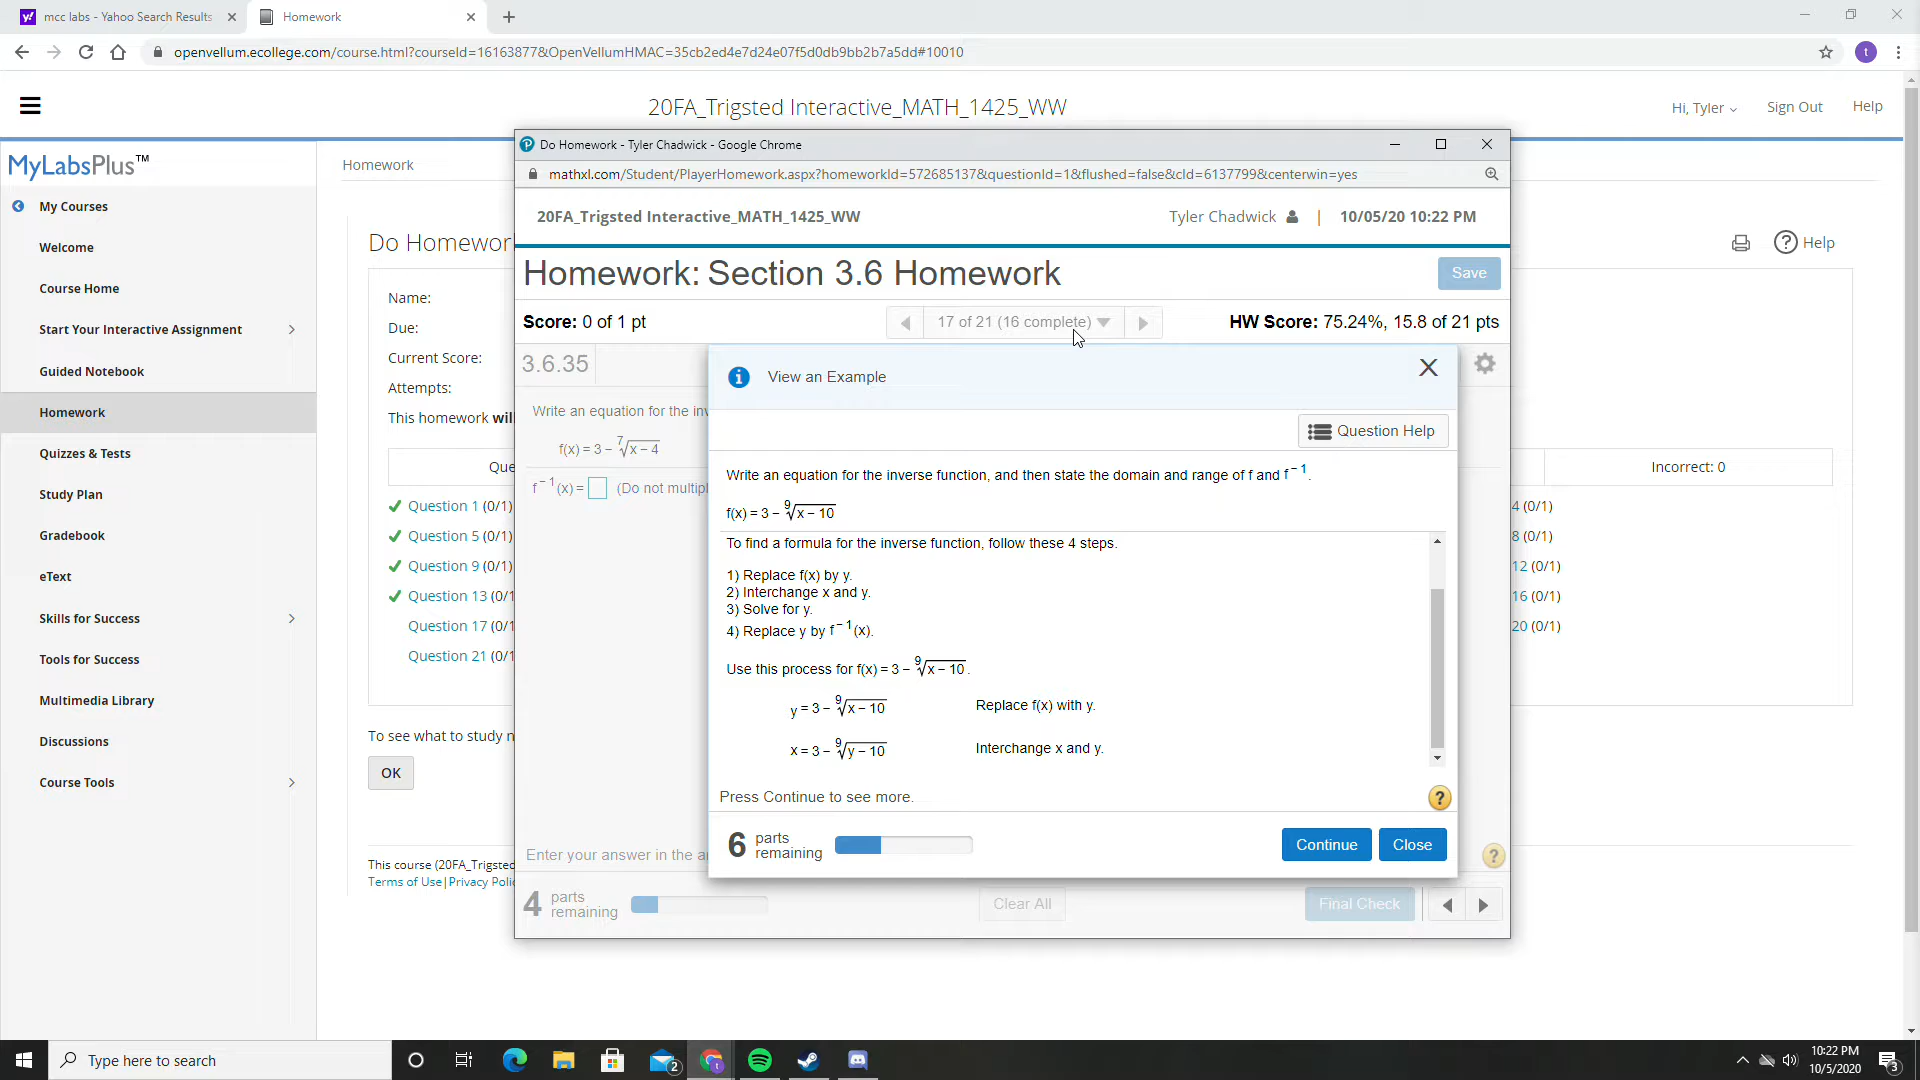 mcc labs - Yahoo Search Results
Homework
openvellum.ecollege.com/course.html?courseId=16163877&OpenVellumHMAC=35cb2ed4e7d24e07f5d0db9bb2b7a5dd#10010
t
20FA_Trigsted Interactive_MATH_1425_WW
Hi, Tyler
Sign Out
Help
MyLabsPlus™
My Courses
Welcome
Course Home
Start Your Interactive Assignment
Guided Notebook
Homework
Quizzes & Tests
Study Plan
Gradebook
eText
Skills for Success
Tools for Success
Multimedia Library
Discussions
Course Tools
Homework
Do Homewor
Help
Name:
Due:
Current Score:
Attempts:
This homework will
Que
Incorrect: 0
Question 1 (0/1)
4 (0/1)
Question 5 (0/1)
8 (0/1)
Question 9 (0/1)
12 (0/1)
Question 13 (0/1)
16 (0/1)
Question 17 (0/1
20 (0/1)
Question 21 (0/1
To see what to study n
OK
This course (20FA_Trigsted
Terms of Use|Privacy Poli
Do Homework - Tyler Chadwick - Google Chrome
mathxl.com/Student/PlayerHomework.aspx?homeworkId=572685137&questionId=1&flushed=false&cId=6137799&centerwin=yes
20FA_Trigsted Interactive_MATH_1425_WW
Tyler Chadwick | 10/05/20 10:22 PM
Homework: Section 3.6 Homework
Save
Score: 0 of 1 pt
17 of 21 (16 complete)
HW Score: 75.24%, 15.8 of 21 pts
3.6.35
Write an equation for the inv
f(x) = 3 − ⁷√x − 4
f⁻¹(x) = (Do not multipl
Enter your answer in the a
4 parts remaining
Clear All
Final Check
View an Example
Question Help
Write an equation for the inverse function, and then state the domain and range of f and f⁻¹.
f(x) = 3 − ⁹√x − 10
To find a formula for the inverse function, follow these 4 steps.
1) Replace f(x) by y.
2) Interchange x and y.
3) Solve for y.
4) Replace y by f⁻¹(x).
Use this process for f(x) = 3 − ⁹√x − 10.
y = 3 − ⁹√x − 10 Replace f(x) with y.
x = 3 − ⁹√y − 10 Interchange x and y.
Press Continue to see more.
6 parts remaining
Continue
Close
Type here to search
2
10:22 PM
10/5/2020
3